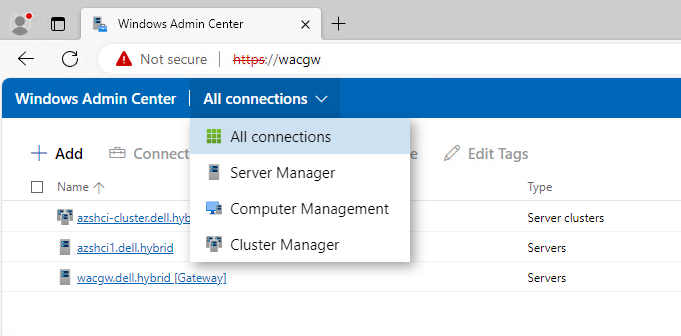 Windows Admin Center
Not secure https://wacgw
Windows Admin Center All connections
All connections
Server Manager
Computer Management
Cluster Manager
Add Connect Edit Tags
Name Type
azshci-cluster.dell.hyb Server clusters
azshci1.dell.hybrid Servers
wacgw.dell.hybrid [Gateway] Servers